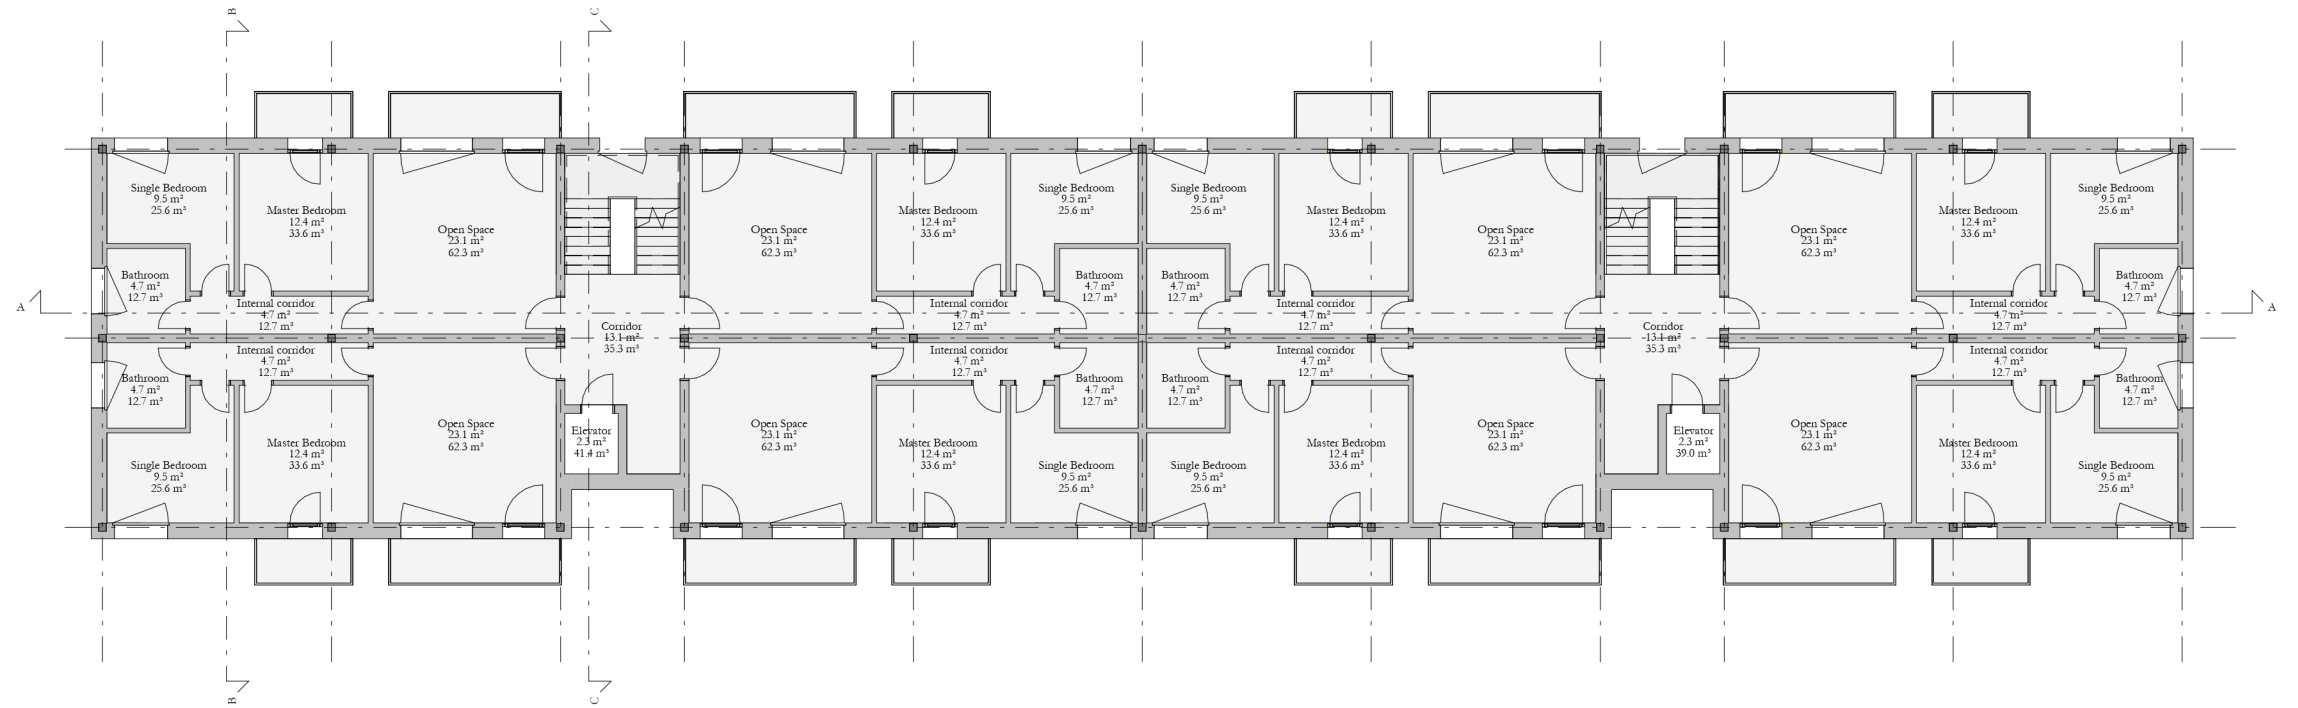 B
C
Single Bedroom
9.5 m²
25.6 m³
Master Bedroom
12.4 m²
33.6 m³
Open Space
23.1 m²
62.3 m³
Open Space
23.1 m²
62.3 m³
Master Bedroom
12.4 m²
33.6 m³
Single Bedroom
9.5 m²
25.6 m³
Single Bedroom
9.5 m²
25.6 m³
Master Bedroom
12.4 m²
33.6 m³
Open Space
23.1 m²
62.3 m³
Open Space
23.1 m²
62.3 m³
Master Bedroom
12.4 m²
33.6 m³
Single Bedroom
9.5 m²
25.6 m³
Bathroom
4.7 m²
12.7 m³
Bathroom
4.7 m²
12.7 m³
Bathroom
4.7 m²
12.7 m³
Bathroom
4.7 m²
12.7 m³
A
Internal corridor
4.7 m²
12.7 m³
Internal corridor
4.7 m²
12.7 m³
Internal corridor
4.7 m²
12.7 m³
Internal corridor
4.7 m²
12.7 m³
A
Corridor
13.1 m²
35.3 m³
Corridor
13.1 m²
35.3 m³
Internal corridor
4.7 m²
12.7 m³
Internal corridor
4.7 m²
12.7 m³
Internal corridor
4.7 m²
12.7 m³
Internal corridor
4.7 m²
12.7 m³
Bathroom
4.7 m²
12.7 m³
Bathroom
4.7 m²
12.7 m³
Bathroom
4.7 m²
12.7 m³
Bathroom
4.7 m²
12.7 m³
Single Bedroom
9.5 m²
25.6 m³
Master Bedroom
12.4 m²
33.6 m³
Open Space
23.1 m²
62.3 m³
Elevator
2.3 m²
41.4 m³
Open Space
23.1 m²
62.3 m³
Master Bedroom
12.4 m²
33.6 m³
Single Bedroom
9.5 m²
25.6 m³
Single Bedroom
9.5 m²
25.6 m³
Master Bedroom
12.4 m²
33.6 m³
Open Space
23.1 m²
62.3 m³
Elevator
2.3 m²
39.0 m³
Open Space
23.1 m²
62.3 m³
Master Bedroom
12.4 m²
33.6 m³
Single Bedroom
9.5 m²
25.6 m³
B
C